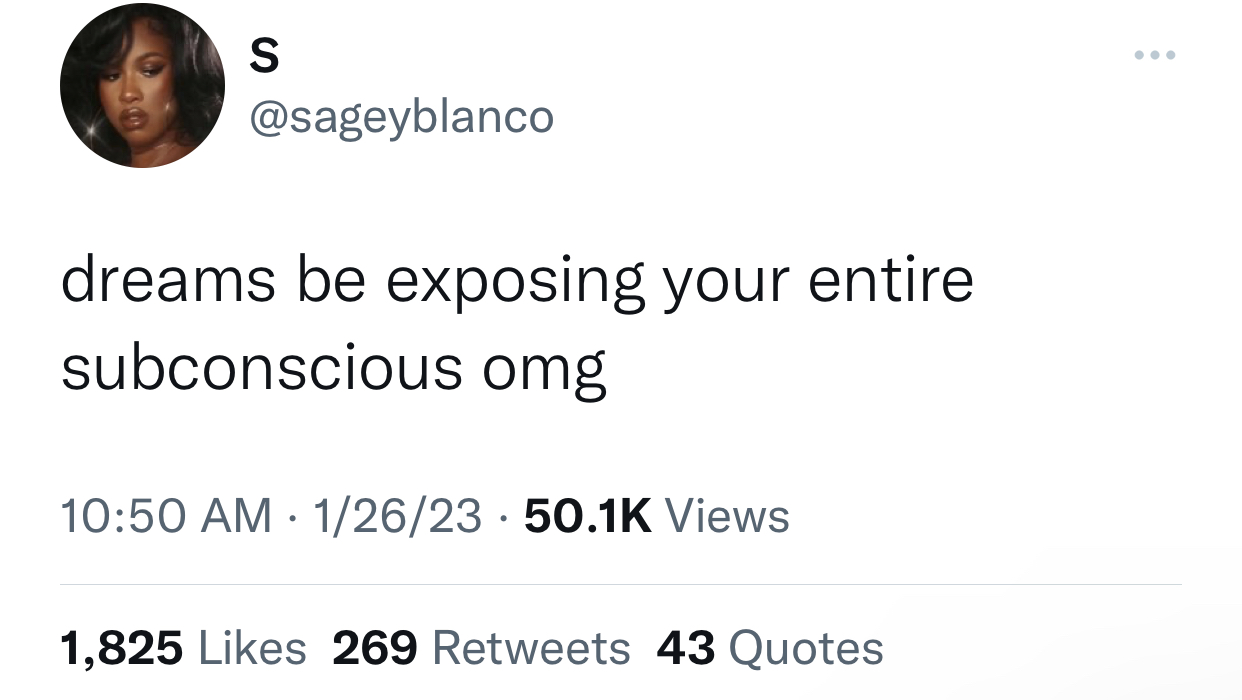 S
@sageyblanco
dreams be exposing your entire
subconscious omg
10:50 AM · 1/26/23 · 50.1K Views
1,825 Likes 269 Retweets 43 Quotes